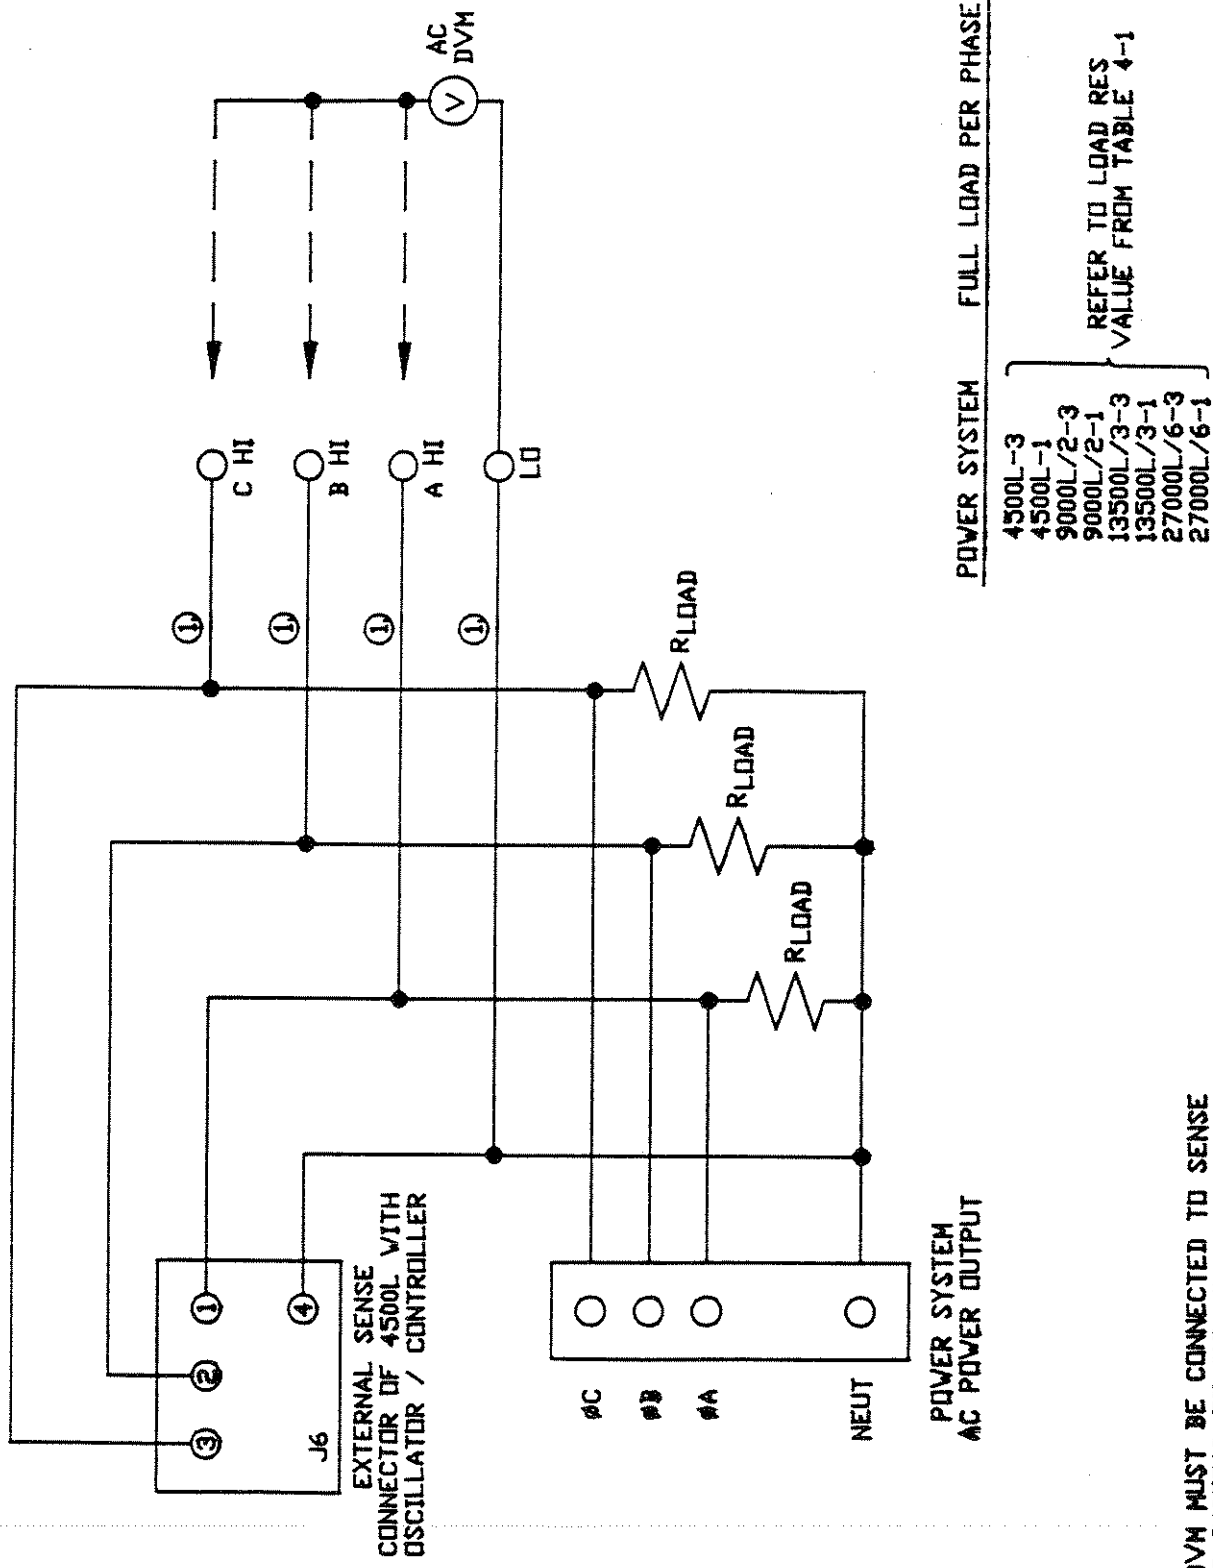 3
2
1
4
J6
EXTERNAL SENSE
CONNECTOR OF 4500L WITH
OSCILLATOR / CONTROLLER
1.
1.
1.
1.
C HI
B HI
A HI
LO
AC
DVM
V
ØC
ØB
ØA
NEUT
POWER SYSTEM
AC POWER OUTPUT
RLOAD
RLOAD
RLOAD
POWER SYSTEM FULL LOAD PER PHASE
4500L-3
4500L-1
9000L/2-3
9000L/2-1
13500L/3-3
13500L/3-1
27000L/6-3
27000L/6-1
REFER TO LOAD RES
VALUE FROM TABLE 4-1
MUST BE CONNECTED TO SENSE